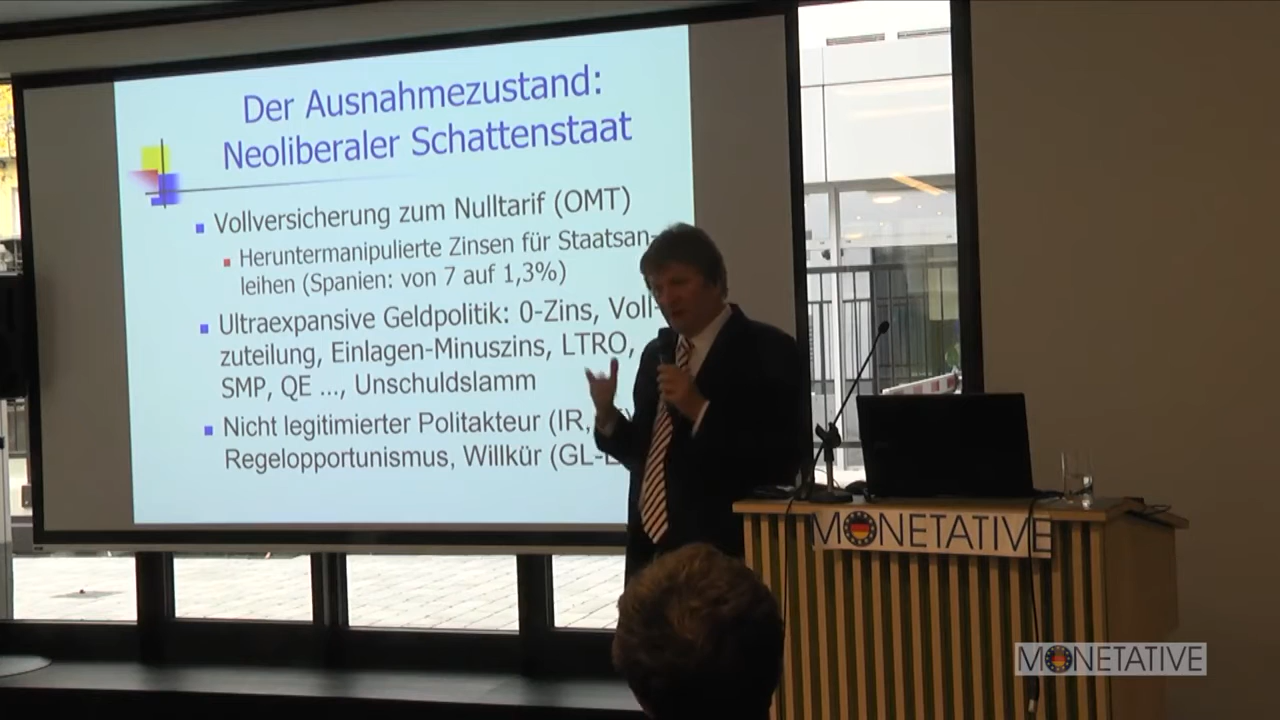 Der Ausnahmezustand:
Neoliberaler Schattenstaat
Vollversicherung zum Nulltarif (OMT)
Heruntermanipulierte Zinsen für Staatsan-
leihen (Spanien: von 7 auf 1,3%)
Ultraexpansive Geldpolitik: 0-Zins, Voll-
zuteilung, Einlagen-Minuszins, LTRO,
SMP, QE ..., Unschuldslamm
Nicht legitimierter Politakteur (IR,
Regelopportunismus, Willkür (GL-
MONETATIVE
MONETATIVE